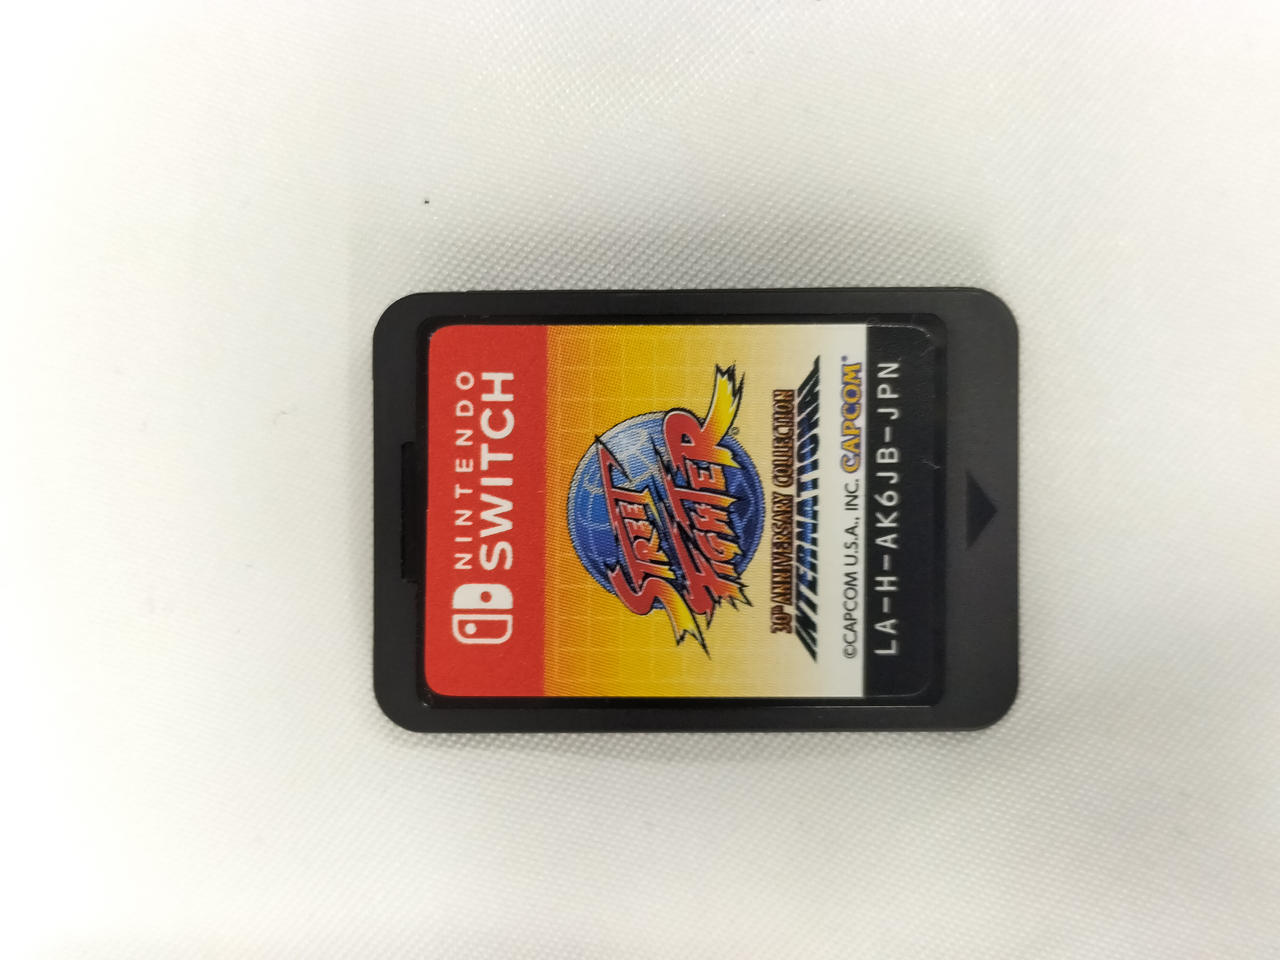 NINTENDO
SWITCH
STREET
FIGHTER
®
30th ANNIVERSARY COLLECTION
INTERNATIONAL
©CAPCOM U.S.A., INC. CAPCOM®
LA-H-AK6JB-JPN